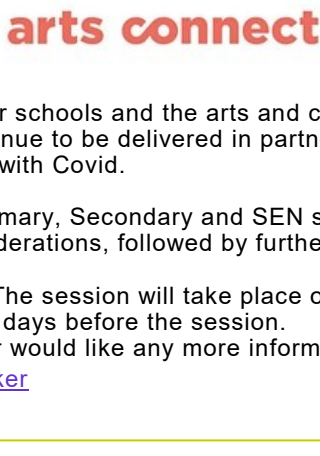 arts connect
r schools and the arts and c
nue to be delivered in partn
with Covid.
mary, Secondary and SEN s
derations, followed by furthe
The session will take place o
days before the session.
r would like any more inform
ker